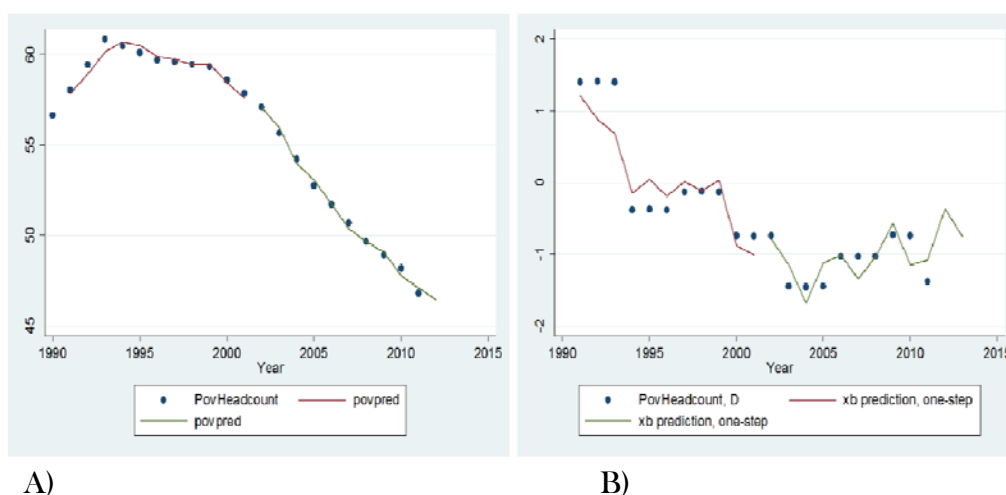 60
55
50
45
1990 1995 2000 2005 2010 2015
Year
PovHeadcount povpred
povpred
2
1
0
-1
-2
1990 1995 2000 2005 2010 2015
Year
PovHeadcount, D xb prediction, one-step
xb prediction, one-step
A) B)